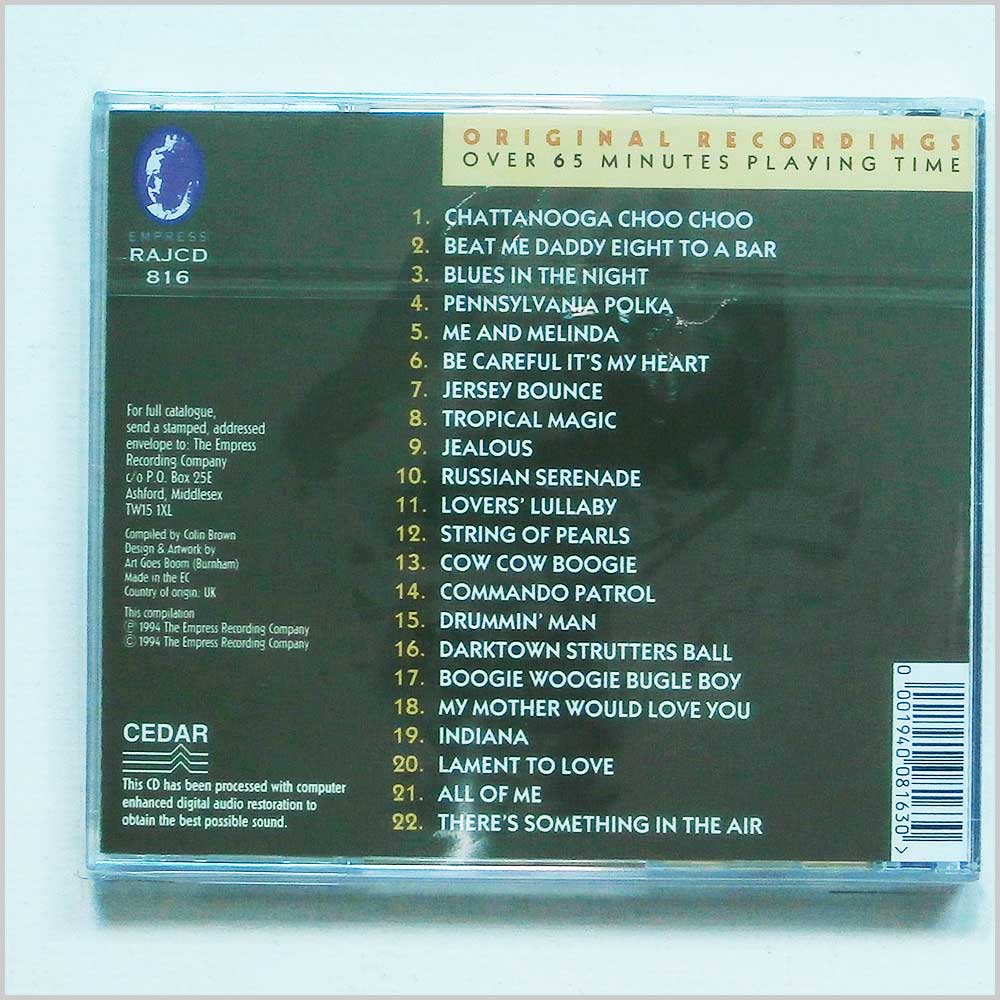 ORIGINAL RECORDINGS
OVER 65 MINUTES PLAYING TIME
EMPRESS
RAJCD
816
1. CHATTANOOGA CHOO CHOO
2. BEAT ME DADDY EIGHT TO A BAR
3. BLUES IN THE NIGHT
4. PENNSYLVANIA POLKA
5. ME AND MELINDA
6. BE CAREFUL IT'S MY HEART
7. JERSEY BOUNCE
8. TROPICAL MAGIC
9. JEALOUS
10. RUSSIAN SERENADE
11. LOVERS' LULLABY
12. STRING OF PEARLS
13. COW COW BOOGIE
14. COMMANDO PATROL
15. DRUMMIN' MAN
16. DARKTOWN STRUTTERS BALL
17. BOOGIE WOOGIE BUGLE BOY
18. MY MOTHER WOULD LOVE YOU
19. INDIANA
20. LAMENT TO LOVE
21. ALL OF ME
22. THERE'S SOMETHING IN THE AIR
For full catalogue,
send a stamped, addressed
envelope to: The Empress
Recording Company
c/o P.O. Box 25E
Ashford, Middlesex
TW15 1XL
Compiled by Colin Brown
Design & Artwork by
Art Goes Boom (Burnham)
Made in the EC
Country of origin: UK
This compilation
℗ 1994 The Empress Recording Company
© 1994 The Empress Recording Company
CEDAR
This CD has been processed with computer
enhanced digital audio restoration to
obtain the best possible sound.
0 001940 081630 >